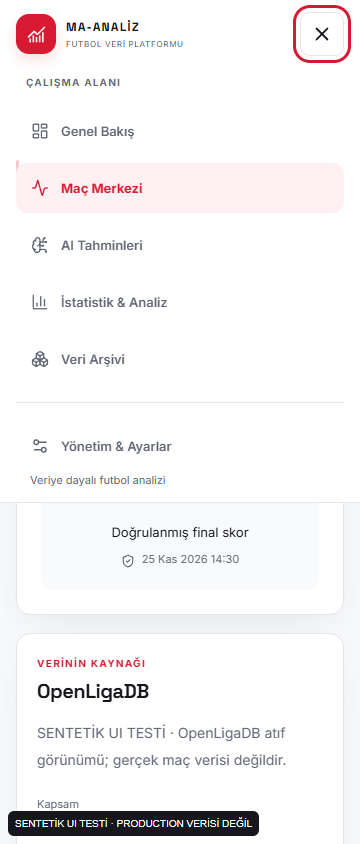 MA-ANALİZ
FUTBOL VERİ PLATFORMU
ÇALIŞMA ALANI
Genel Bakış
Maç Merkezi
AI Tahminleri
İstatistik & Analiz
Veri Arşivi
Yönetim & Ayarlar
Veriye dayalı futbol analizi
Doğrulanmış final skor
25 Kas 2026 14:30
VERİNİN KAYNAĞI
OpenLigaDB
SENTETİK UI TESTİ · OpenLigaDB atıf
görünümü; gerçek maç verisi değildir.
Kapsam
SENTETİK UI TESTİ · PRODUCTION VERİSİ DEĞİL